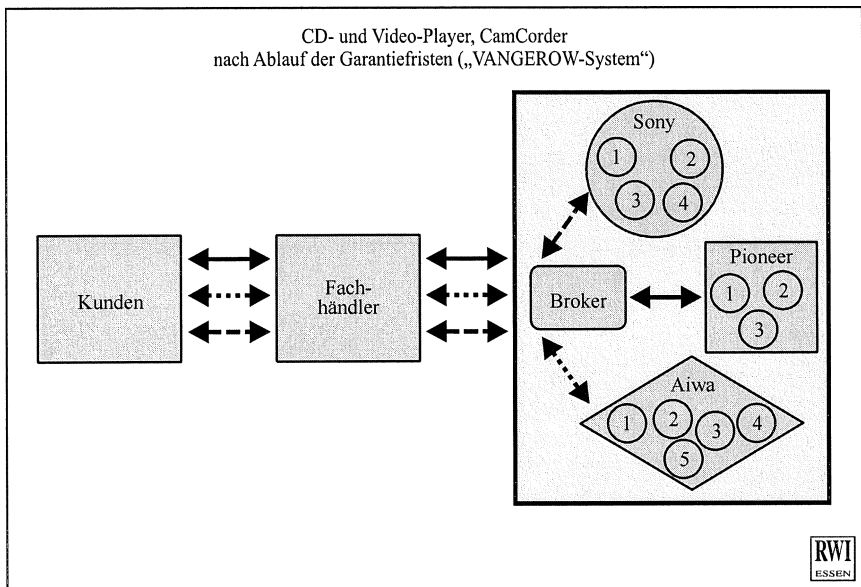 CD- und Video-Player, CamCorder
nach Ablauf der Garantiefristen („VANGEROW-System“)
Kunden
Fach-
händler
Broker
Sony
1
2
3
4
Pioneer
1
2
3
Aiwa
1
2
3
4
5
RWI
ESSEN